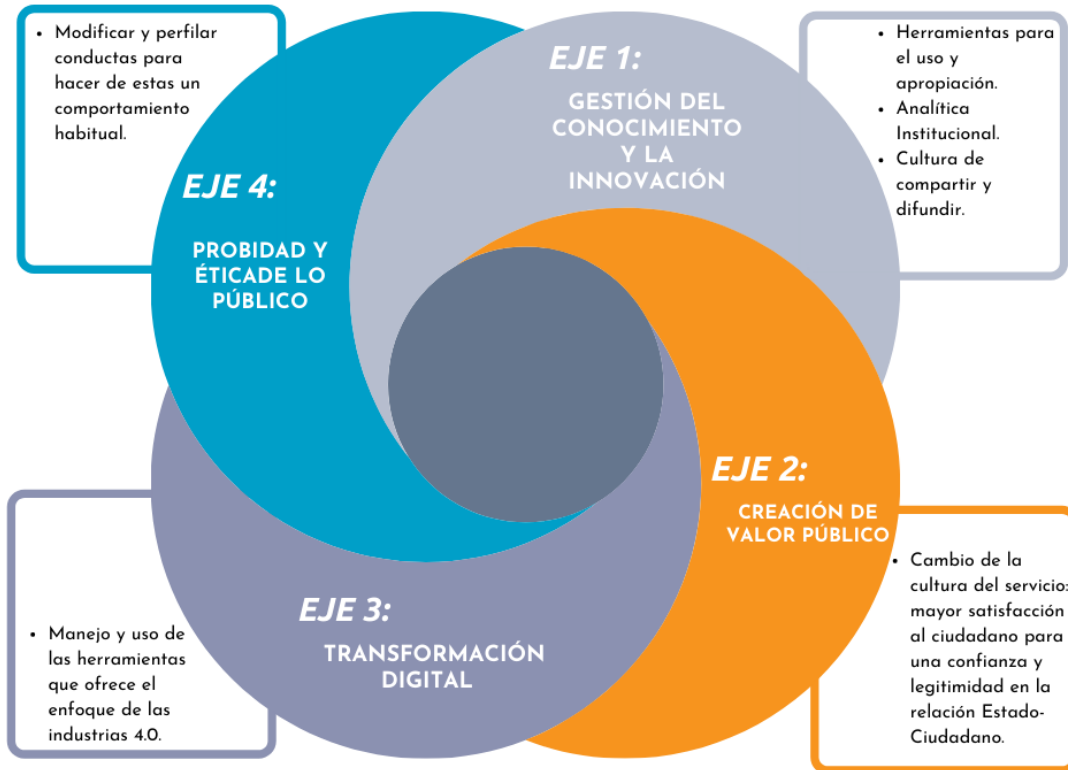 • Modificar y perfilar
conductas para
hacer de estas un
comportamiento
habitual.
EJE 1:
GESTIÓN DEL
CONOCIMIENTO
Y LA
INNOVACIÓN
• Herramientas para
el uso y
apropiación.
• Analítica
Institucional.
• Cultura de
compartir y
difundir.
EJE 4:
PROBIDAD Y
ÉTICADE LO
PÚBLICO
EJE 2:
CREACIÓN DE
VALOR PÚBLICO
• Cambio de la
cultura del servicio:
mayor satisfacción
al ciudadano para
una confianza y
legitimidad en la
relación Estado-
Ciudadano.
EJE 3:
TRANSFORMACIÓN
DIGITAL
• Manejo y uso de
las herramientas
que ofrece el
enfoque de las
industrias 4.0.